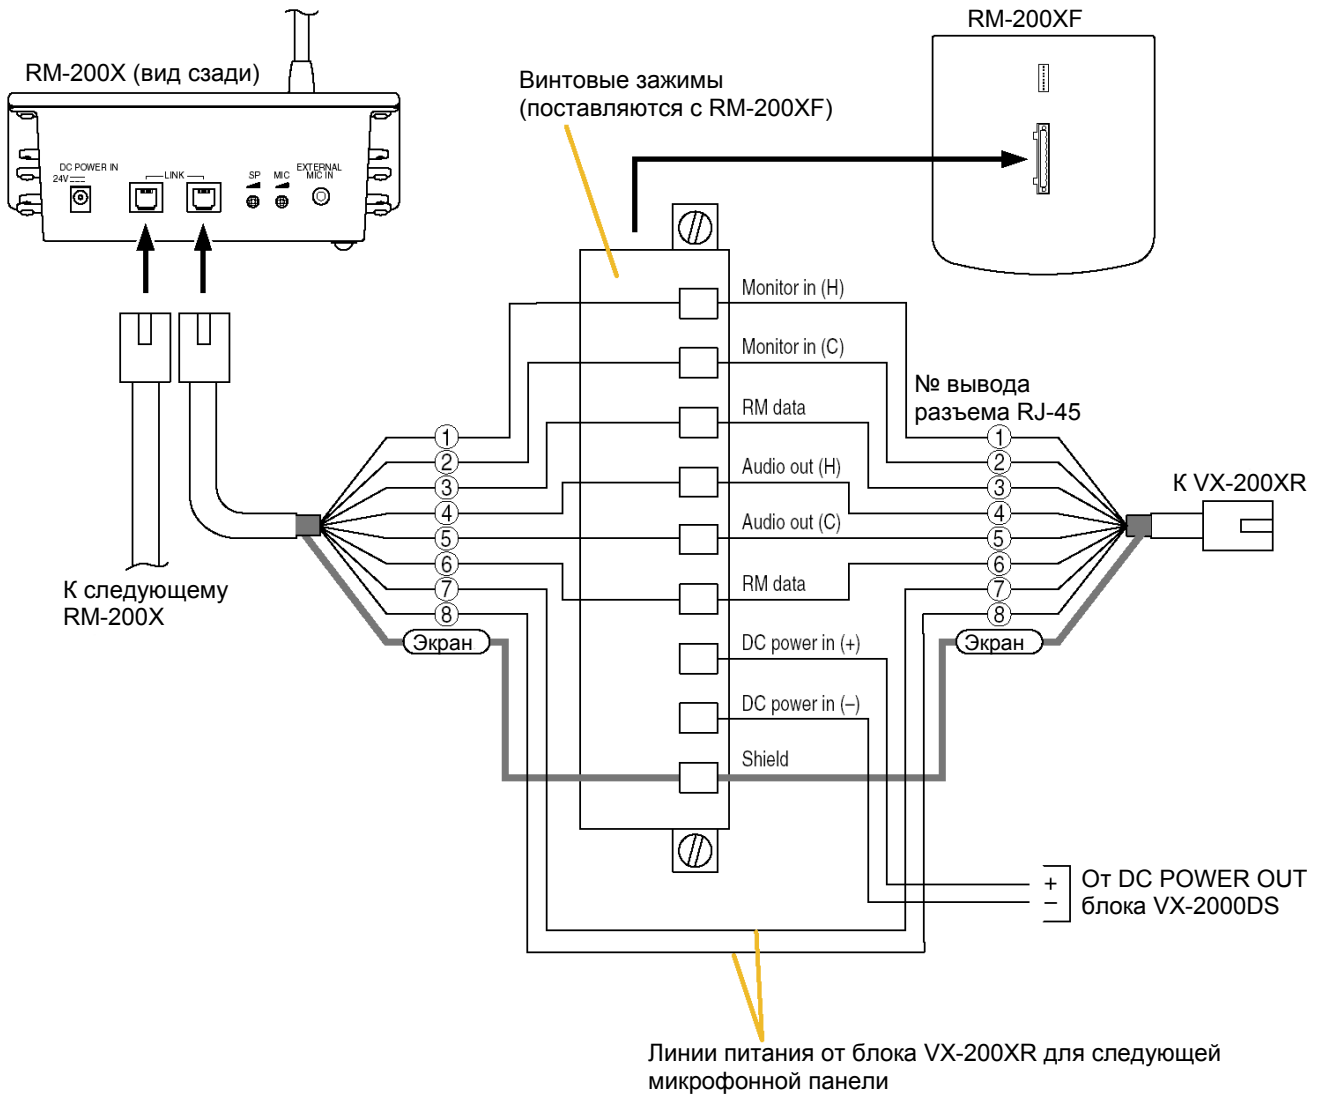 RM-200XF
RM-200X (вид сзади)
Винтовые зажимы
(поставляются с RM-200XF)
DC POWER IN
24V
LINK
SP
MIC
EXTERNAL
MIC IN
Monitor in (H)
Monitor in (C)
RM data
Audio out (H)
Audio out (C)
RM data
DC power in (+)
DC power in (–)
Shield
№ вывода
разъема RJ-45
1
2
3
4
5
6
7
8
Экран
1
2
3
4
5
6
7
8
Экран
К VX-200XR
К следующему
RM-200X
+
–
От DC POWER OUT
блока VX-2000DS
Линии питания от блока VX-200XR для следующей
микрофонной панели